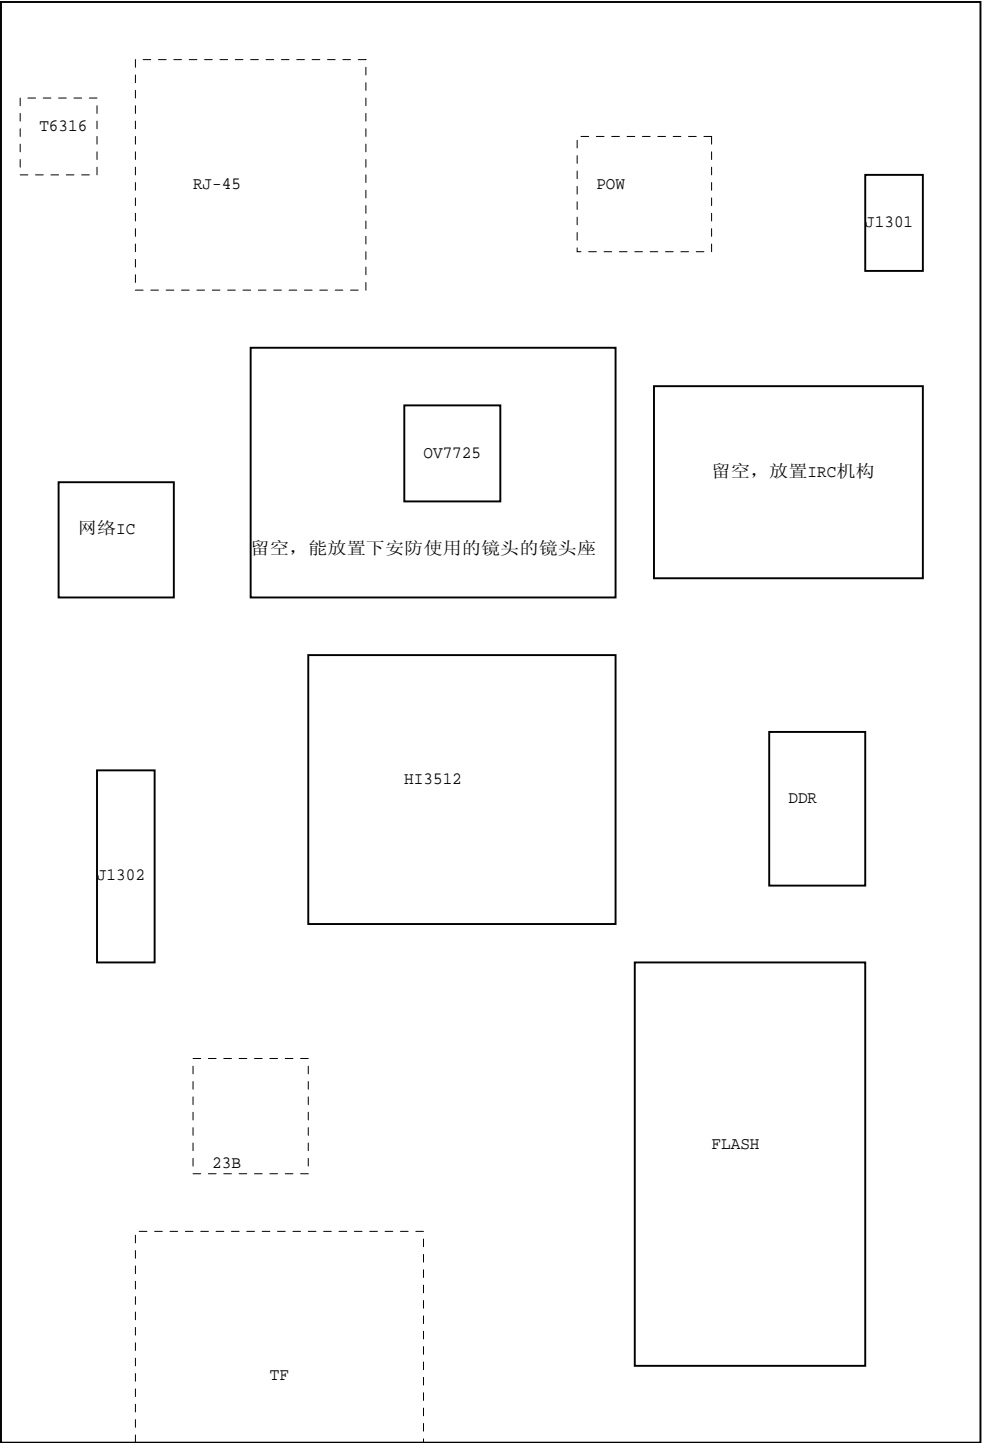 T6316
RJ-45
POW
J1301
OV7725
留空，放置IRC机构
网络IC
留空，能放置下安防使用的镜头的镜头座
HI3512
DDR
J1302
FLASH
23B
TF